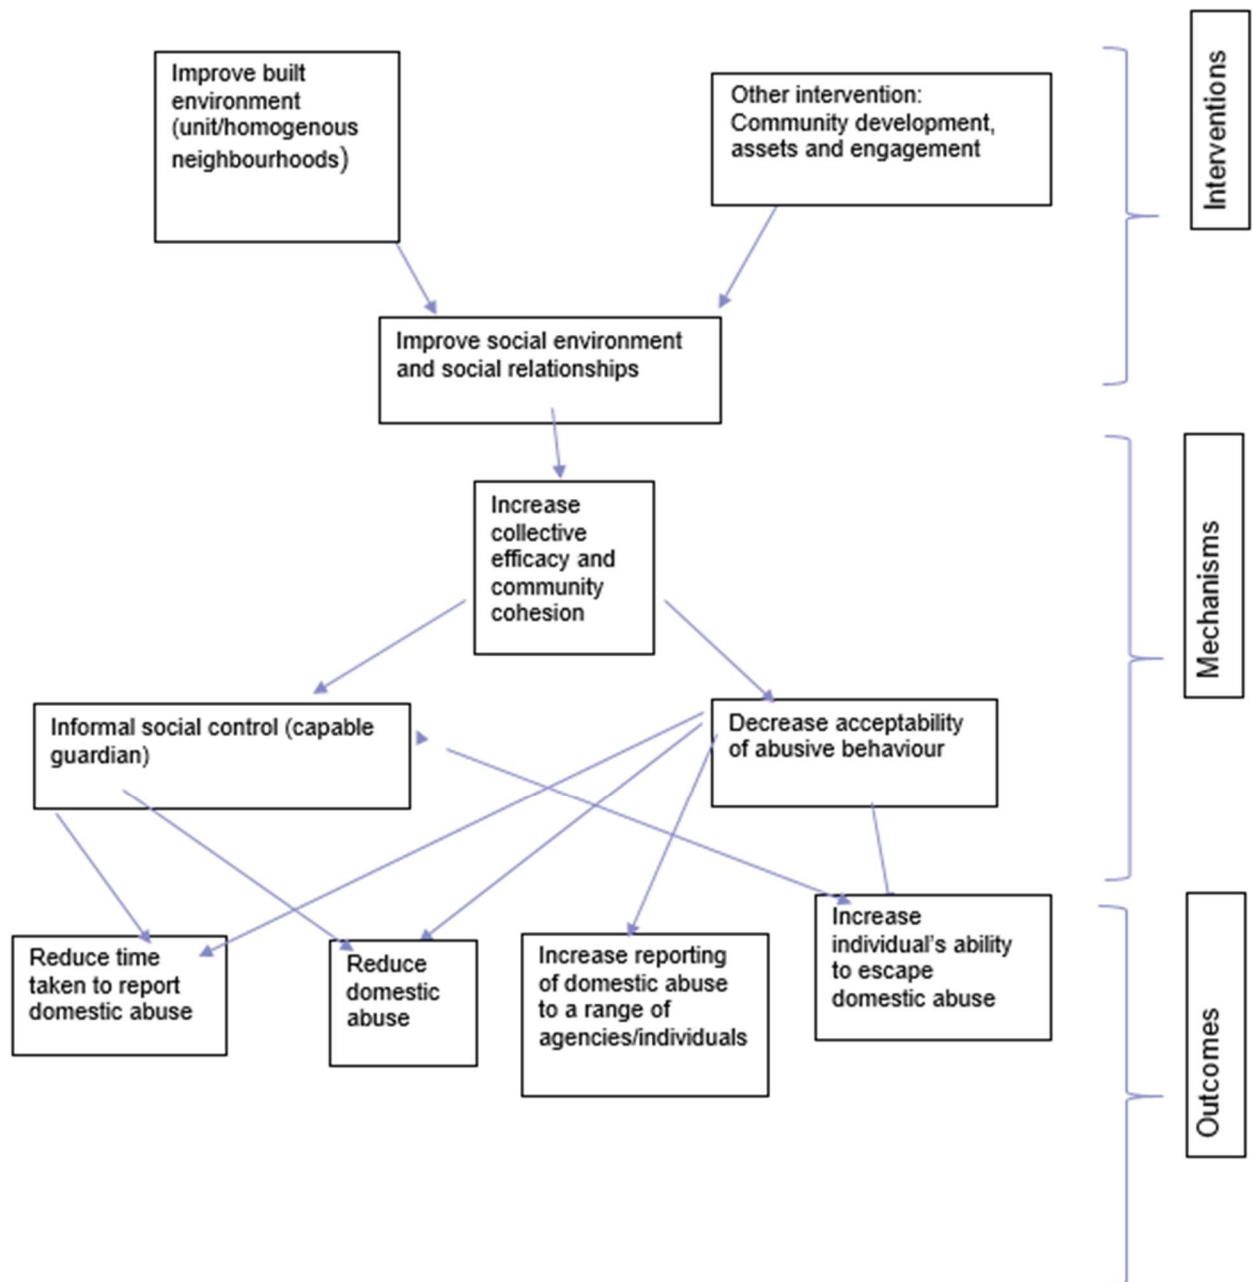 Improve built
environment
(unit/homogenous
neighbourhoods)
Other intervention:
Community development,
assets and engagement
Interventions
Improve social environment
and social relationships
Increase
collective
efficacy and
community
cohesion
Mechanisms
Informal social control (capable
guardian)
Decrease acceptability
of abusive behaviour
Reduce time
taken to report
domestic abuse
Reduce
domestic
abuse
Increase reporting
of domestic abuse
to a range of
agencies/individuals
Increase
individual's ability
to escape
domestic abuse
Outcomes